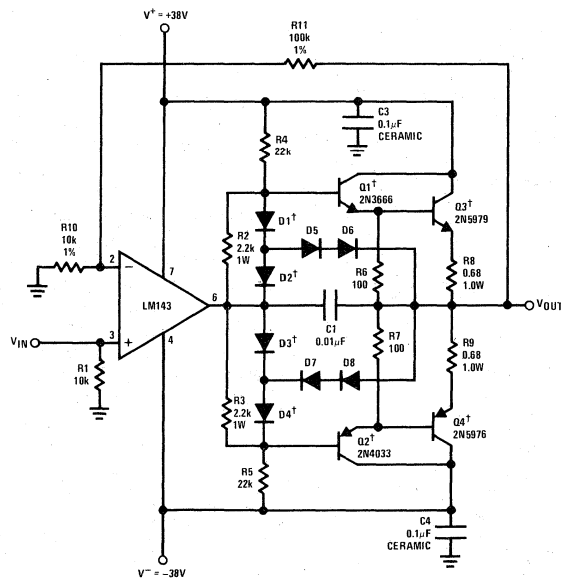 V+ = +38V
R11
100k
1%
C3
0.1µF
CERAMIC
R4
22k
Q1†
2N3666
Q3†
2N5979
R10
10k
1%
R2
2.2k
1W
D1†
D5 D6
D2†
R6
100
R8
0.68
1.0W
2
7
LM143
6
3
4
VIN
VOUT
C1
0.01µF
R1
10k
D3†
D7 D8
R7
100
R9
0.68
1.0W
R3
2.2k
1W
D4†
Q2†
2N4033
Q4†
2N5976
R5
22k
C4
0.1µF
CERAMIC
V− = −38V